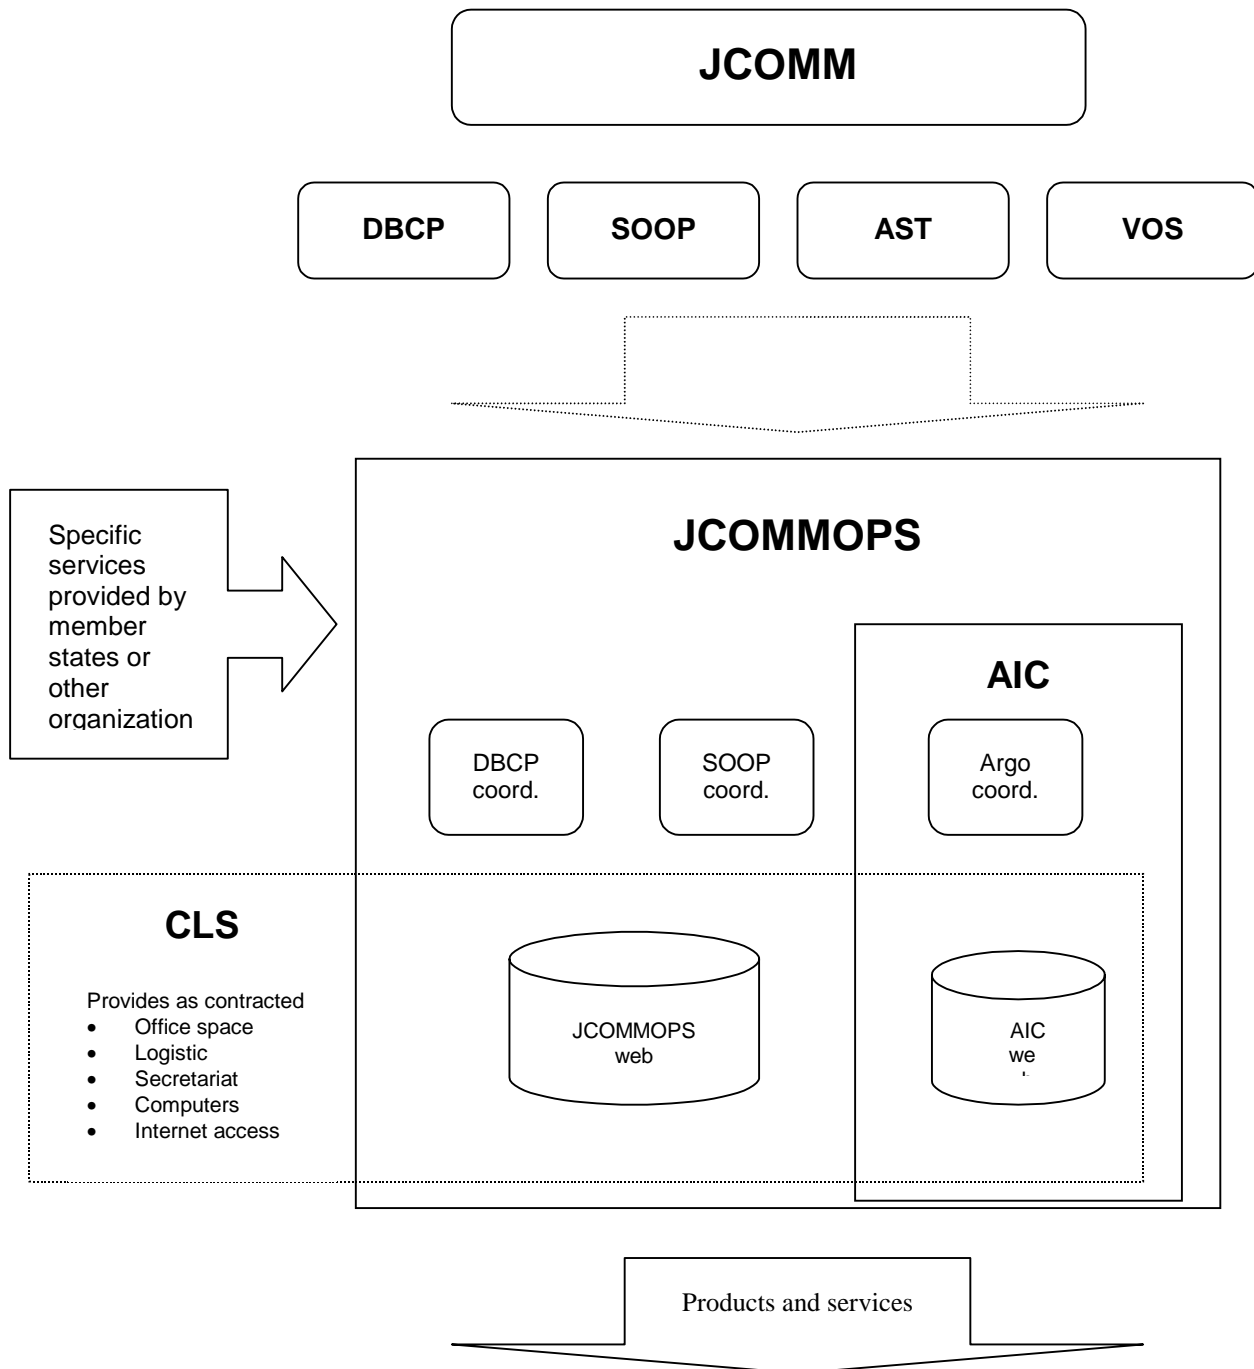 JCOMM
DBCP
SOOP
AST
VOS
JCOMMOPS
Specific
services
provided by
member
states or
other
organization
AIC
DBCP
coord.
SOOP
coord.
Argo
coord.
CLS
Provides as contracted
• Office space
• Logistic
• Secretariat
• Computers
• Internet access
JCOMMOPS
web
AIC
we
Products and services